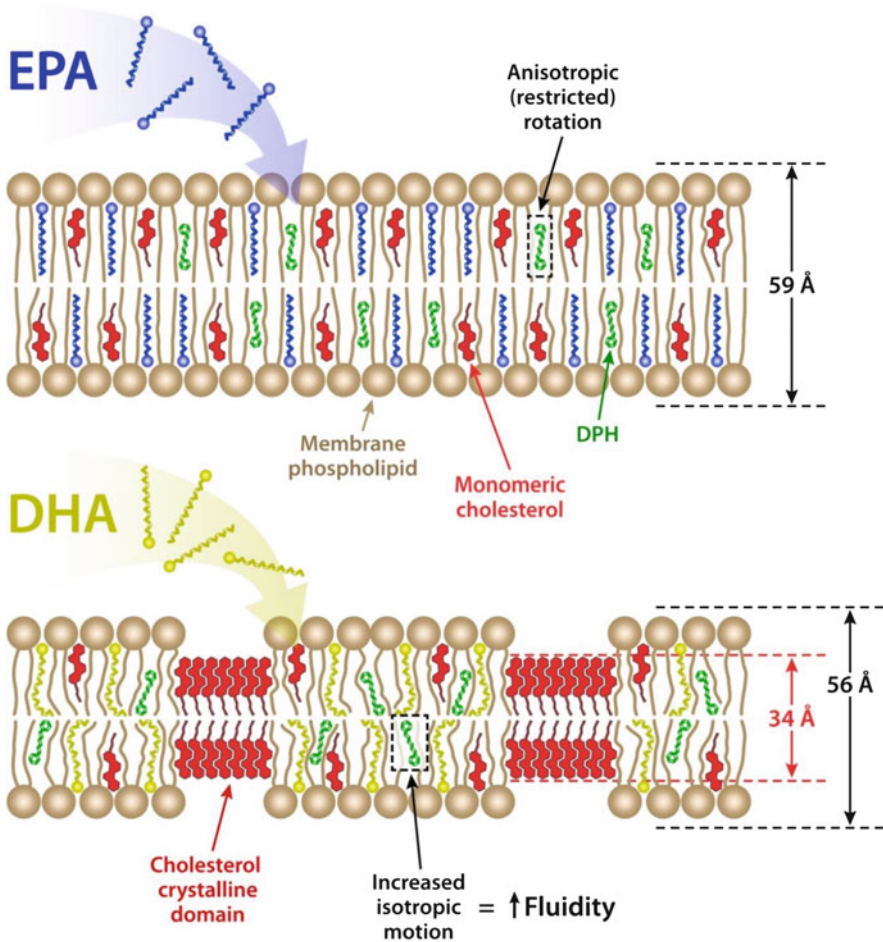 EPA
Anisotropic
(restricted)
rotation
59 Å
Membrane
phospholipid
Monomeric
cholesterol
DPH
DHA
34 Å
56 Å
Cholesterol
crystalline
domain
Increased
isotropic
motion
= ↑Fluidity